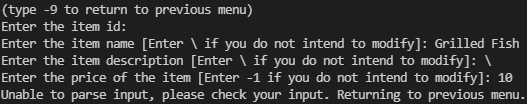 (type -9 to return to previous menu)
Enter the item id:
Enter the item name [Enter \ if you do not intend to modify]: Grilled Fish
Enter the item description [Enter \ if you do not intend to modify]: \
Enter the price of the item [Enter -1 if you do not intend to modify]: 10
Unable to parse input, please check your input. Returning to previous menu.